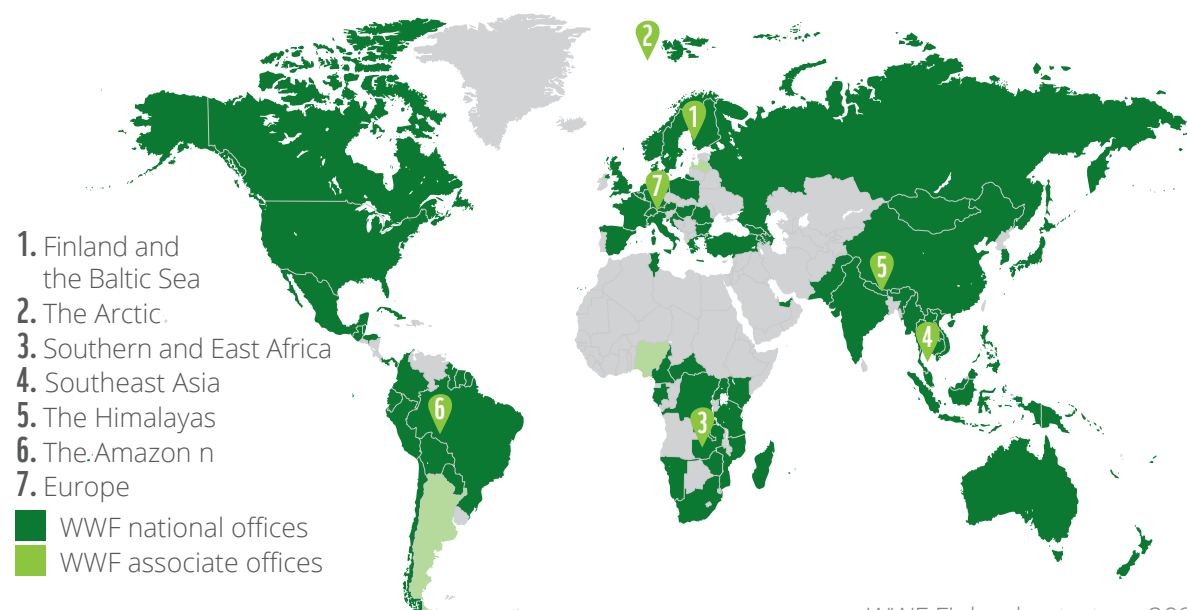 2
1
7
5
4
6
3
1. Finland and
the Baltic Sea
2. The Arctic
3. Southern and East Africa
4. Southeast Asia
5. The Himalayas
6. The Amazon n
7. Europe
WWF national offices
WWF associate offices